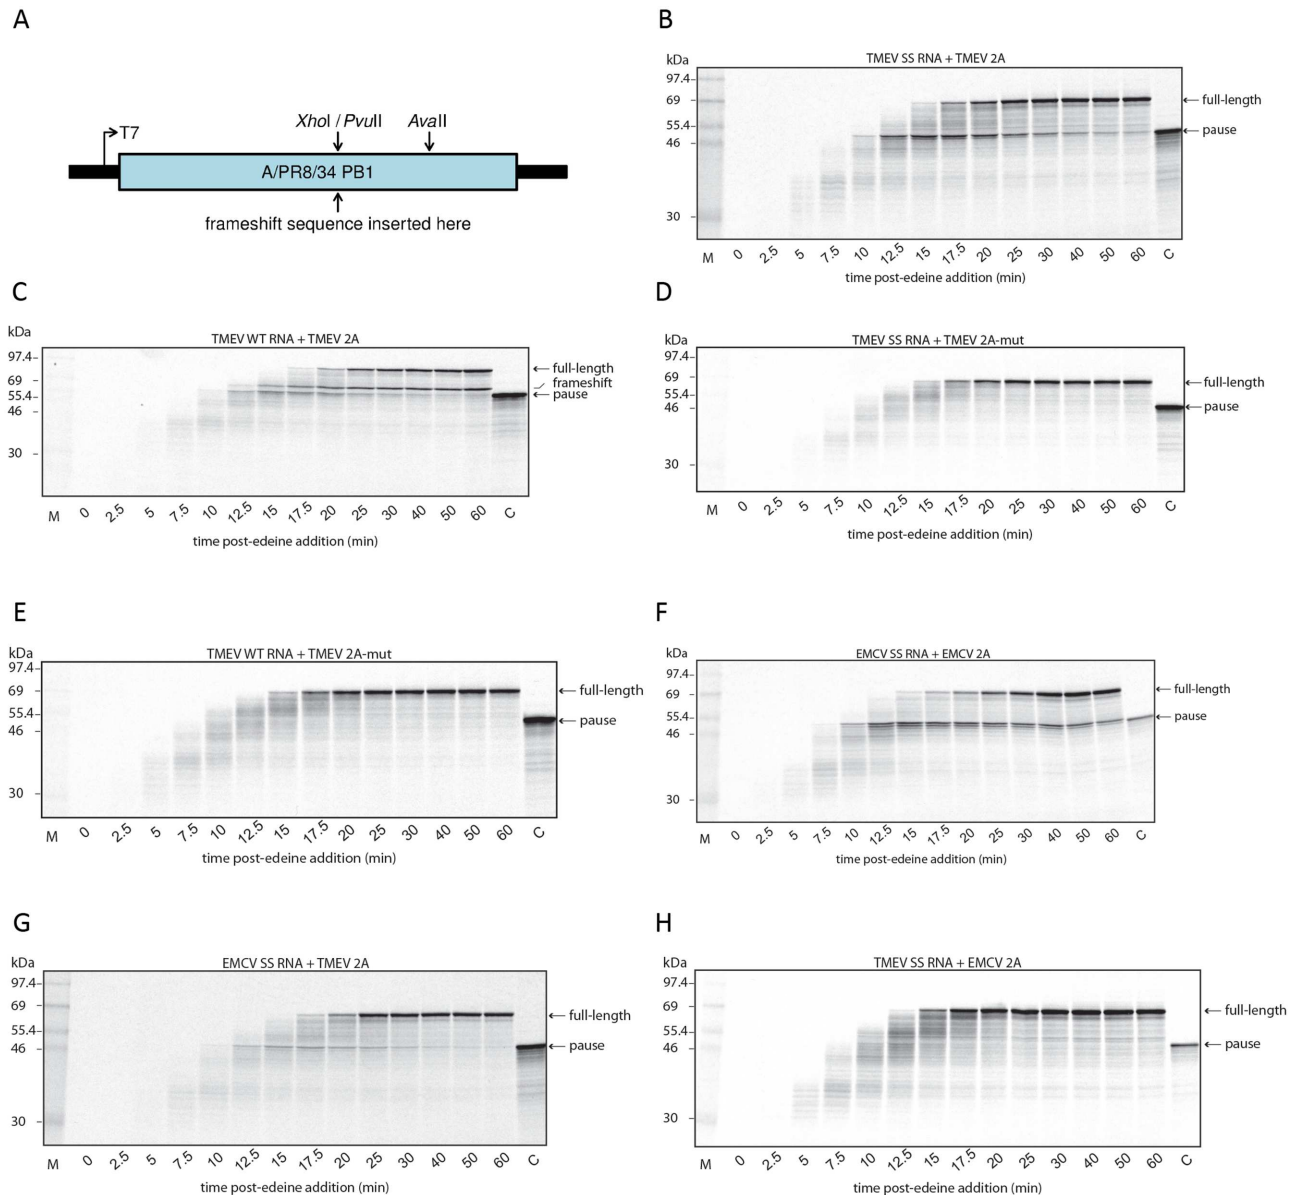 A
T7
XhoI / PvuII
AvaII
A/PR8/34 PB1
frameshift sequence inserted here
B
TMEV SS RNA + TMEV 2A
kDa
97.4
69
55.4
46
30
full-length
pause
M 0 2.5 5 7.5 10 12.5 15 17.5 20 25 30 40 50 60 C
time post-edeine addition (min)
C
TMEV WT RNA + TMEV 2A
kDa
97.4
69
55.4
46
30
full-length
frameshift
pause
M 0 2.5 5 7.5 10 12.5 15 17.5 20 25 30 40 50 60 C
time post-edeine addition (min)
D
TMEV SS RNA + TMEV 2A-mut
kDa
97.4
69
55.4
46
30
full-length
pause
M 0 2.5 5 7.5 10 12.5 15 17.5 20 25 30 40 50 60 C
time post-edeine addition (min)
E
TMEV WT RNA + TMEV 2A-mut
kDa
97.4
69
55.4
46
30
full-length
pause
M 0 2.5 5 7.5 10 12.5 15 17.5 20 25 30 40 50 60 C
time post-edeine addition (min)
F
EMCV SS RNA + EMCV 2A
kDa
97.4
69
55.4
46
30
full-length
pause
M 0 2.5 5 7.5 10 12.5 15 17.5 20 25 30 40 50 60 C
time post-edeine addition (min)
G
EMCV SS RNA + TMEV 2A
kDa
97.4
69
55.4
46
30
full-length
pause
M 0 2.5 5 7.5 10 12.5 15 17.5 20 25 30 40 50 60 C
time post-edeine addition (min)
H
TMEV SS RNA + EMCV 2A
kDa
97.4
69
55.4
46
30
full-length
pause
M 0 2.5 5 7.5 10 12.5 15 17.5 20 25 30 40 50 60 C
time post-edeine addition (min)